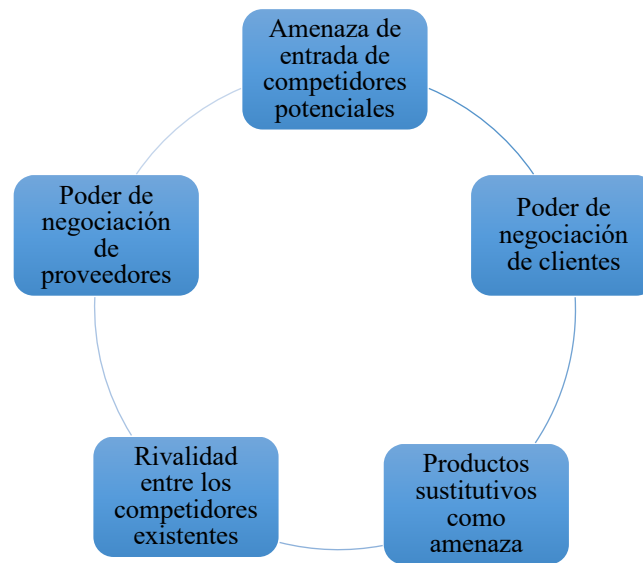 Amenaza de
entrada de
competidores
potenciales
Poder de
negociación
de clientes
Productos
sustitutivos
como
amenaza
Rivalidad
entre los
competidores
existentes
Poder de
negociación
de
proveedores